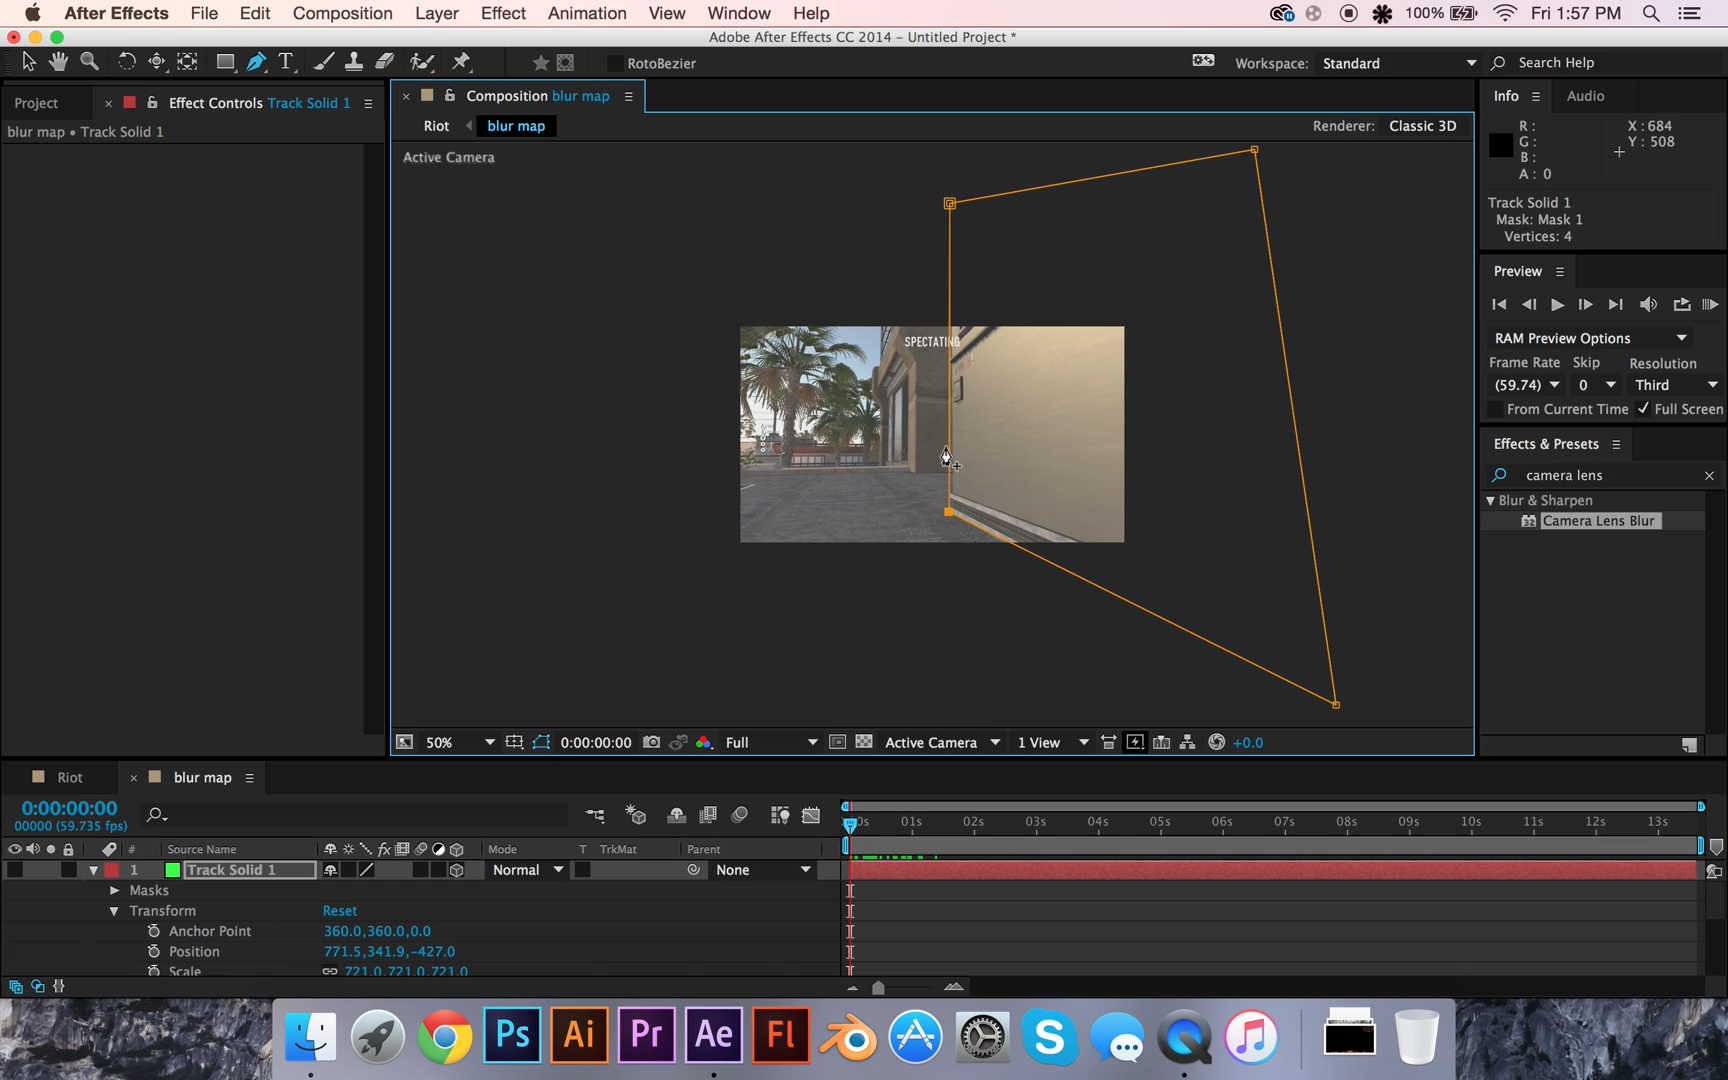 After Effects File Edit Composition Layer Effect Animation View Window Help 100% Fri 1:57 PM
Adobe After Effects CC 2014 – Untitled Project *
RotoBezier Workspace: Standard Search Help
Project Effect Controls Track Solid 1
blur map • Track Solid 1
Composition blur map
Riot blur map Renderer: Classic 3D
Active Camera
SPECTATING
50% 0:00:00:00 Full Active Camera 1 View +0.0
Info Audio
R: X: 684
G: Y: 508
B:
A: 0
Track Solid 1
Mask: Mask 1
Vertices: 4
Preview
RAM Preview Options
Frame Rate Skip Resolution
(59.74) 0 Third
From Current Time Full Screen
Effects & Presets
camera lens
Blur & Sharpen
32 Camera Lens Blur
Riot blur map
0:00:00:00
00000 (59.735 fps)
0s 01s 02s 03s 04s 05s 06s 07s 08s 09s 10s 11s 12s 13s
# Source Name fx Mode T TrkMat Parent
1 Track Solid 1 Normal None
Masks
Transform Reset
Anchor Point 360.0,360.0,0.0
Position 771.5,341.9,-427.0
Scale 721.0,721.0,721.0
Ps Ai Pr Ae Fl